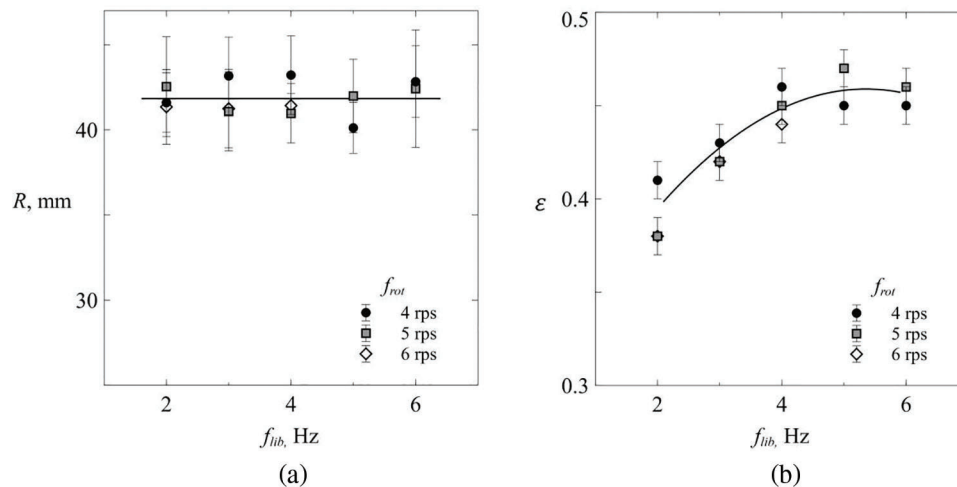 40
30
R, mm
2
4
6
f_lib, Hz
f_rot
4 rps
5 rps
6 rps
(a)
0.5
0.4
0.3
ε
2
4
6
f_lib, Hz
f_rot
4 rps
5 rps
6 rps
(b)